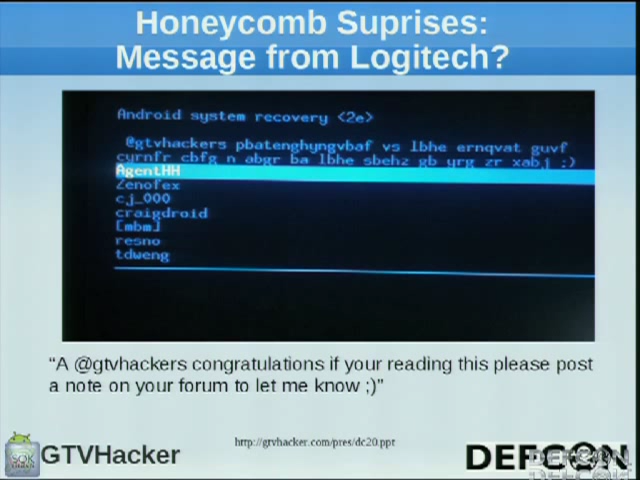 Honeycomb Suprises:
Message from Logitech?
Android system recovery <2e>
@gtvhackers pbatenghyngvbaf vs lbhe ernqvat guvf
cyrnfr cbfg n abgr ba lbhe sbehz gb yrg zr xabj ;)
AgentHH
Zenofex
cj_000
craigdroid
[mbm]
resno
tdweng
"A @gtvhackers congratulations if your reading this please post
a note on your forum to let me know ;)"
http://gtvhacker.com/pres/dc20.ppt
GTVHacker
DEFCON
DEFCON